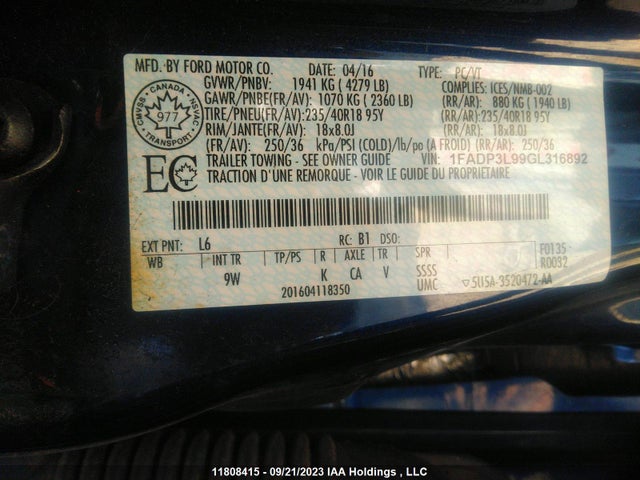 MFD. BY FORD MOTOR CO. DATE: 04/16 TYPE: PC/VT
GVWR/PNBV: 1941 KG ( 4279 LB) COMPLIES: ICES/NMB-002
GAWR/PNBE(FR/AV): 1070 KG ( 2360 LB) (RR/AR): 880 KG ( 1940 LB)
TIRE/PNEU(FR/AV): 235/40R18 95Y (RR/AR): 235/40R18 95Y
RIM/JANTE(FR/AV): 18x8.0J (RR/AR): 18x8.0J
(FR/AV): 250/36 kPa/PSI (COLD)/lb/po (A FROID) (RR/AR): 250/36
TRAILER TOWING - SEE OWNER GUIDE VIN: 1FADP3L99GL316892
TRACTION D'UNE REMORQUE - VOIR LE GUIDE DU PROPRIETAIRE
CANADA
CMVSS NSVAC
977
TRANSPORT
EC
EXT PNT: L6 RC: B1 DSO: F0135
WB INT TR TP/PS R AXLE TR SPR R0032
9W K CA V SSSS
201604118350 UMC ▽5U5A-3520472-AA
11808415 - 09/21/2023 IAA Holdings , LLC